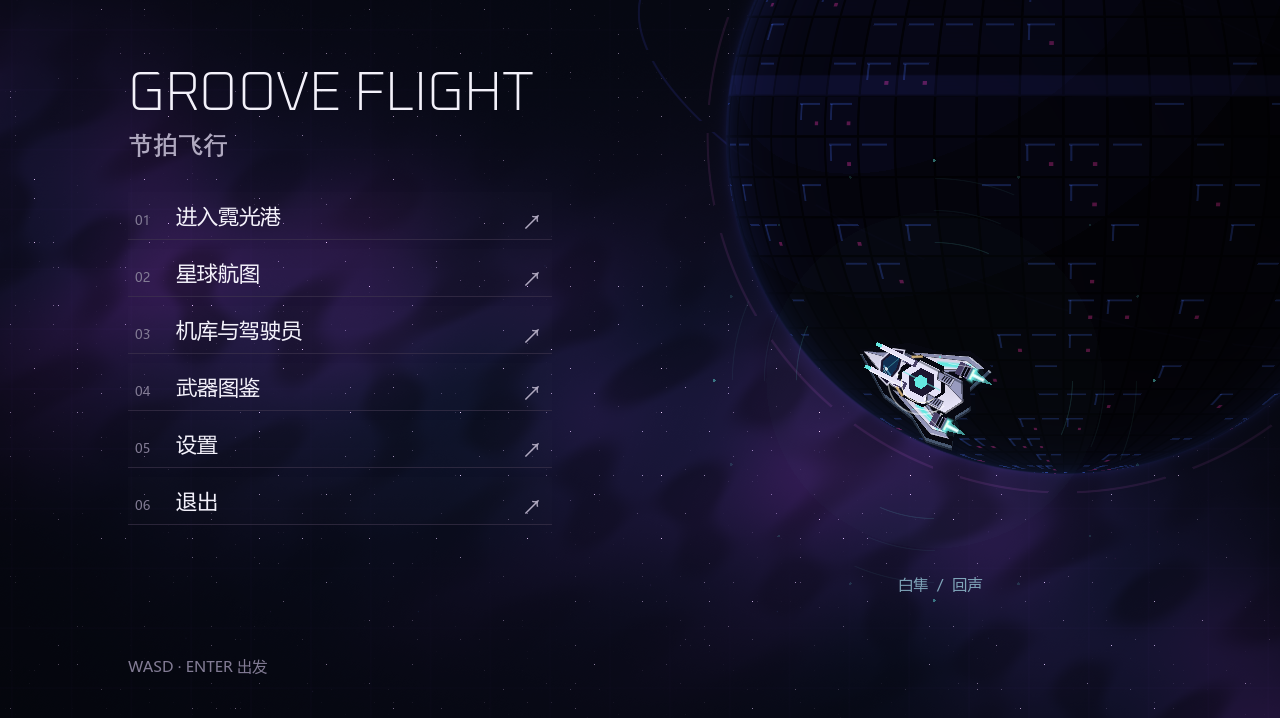 GROOVE FLIGHT
节拍飞行
01 进入霓光港
02 星球航图
03 机库与驾驶员
04 武器图鉴
05 设置
06 退出
白隼 / 回声
WASD · ENTER 出发